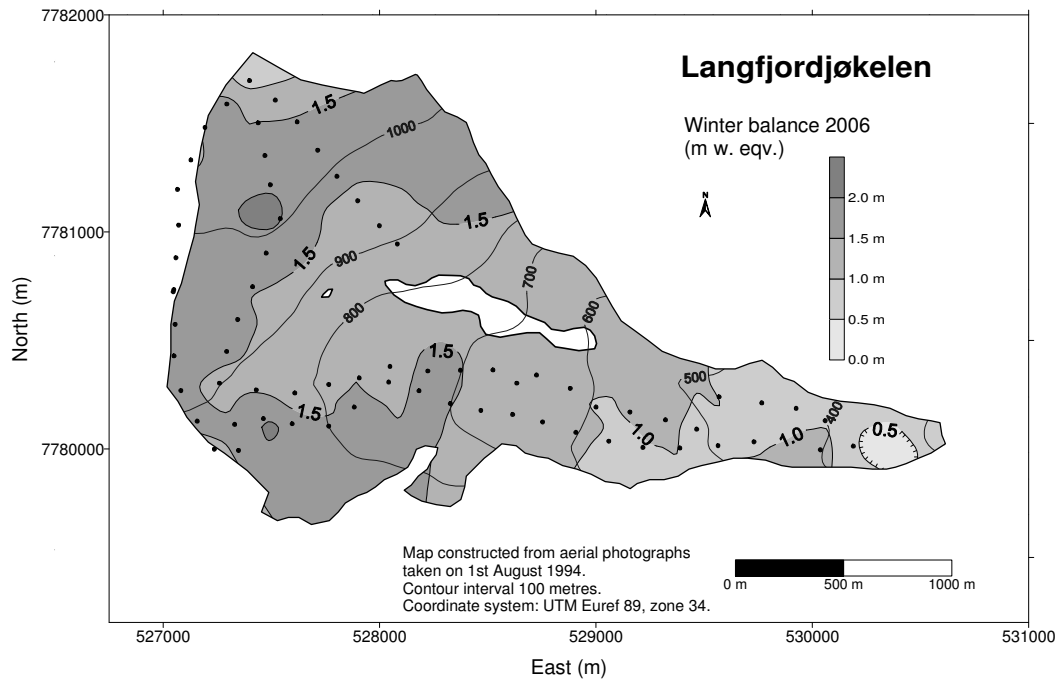 7782000
Langfjordjøkelen
1.5
1000
Winter balance 2006
(m w. eqv.)
2.0 m
N
7781000
1.5
1.5 m
1.5
900
700
1.0 m
800
600
0.5 m
North (m)
1.5
0.0 m
500
1.5
400
1.0
1.0
0.5
7780000
Map constructed from aerial photographs
taken on 1st August 1994.
Contour interval 100 metres.
Coordinate system: UTM Euref 89, zone 34.
0 m
500 m
1000 m
527000
528000
529000
530000
531000
East (m)